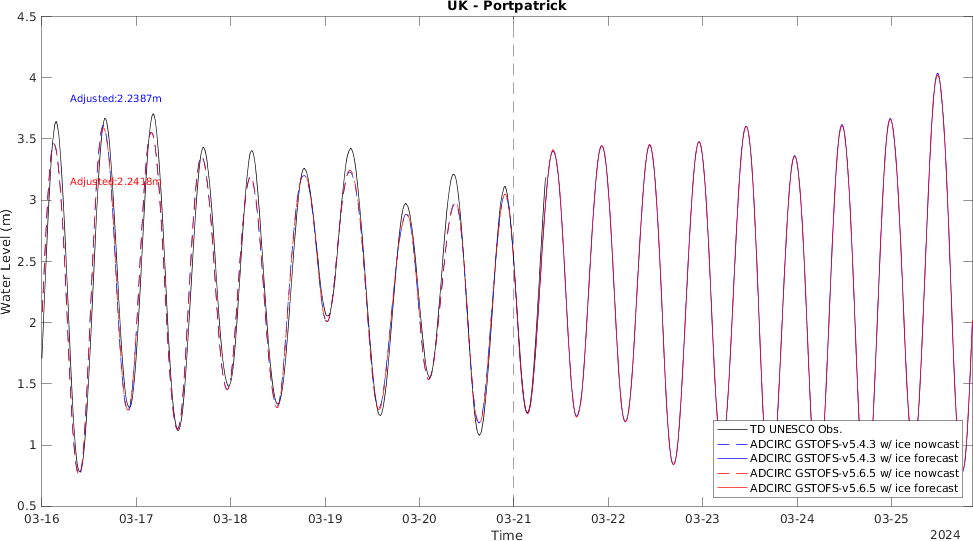 UK - Portpatrick
4.5
4
3.5
3
2.5
2
1.5
1
0.5
Water Level (m)
Adjusted:2.2387m
Adjusted:2.2418m
TD UNESCO Obs.
ADCIRC GSTOFS-v5.4.3 w/ ice nowcast
ADCIRC GSTOFS-v5.4.3 w/ ice forecast
ADCIRC GSTOFS-v5.6.5 w/ ice nowcast
ADCIRC GSTOFS-v5.6.5 w/ ice forecast
03-16 03-17 03-18 03-19 03-20 03-21 03-22 03-23 03-24 03-25
Time
2024